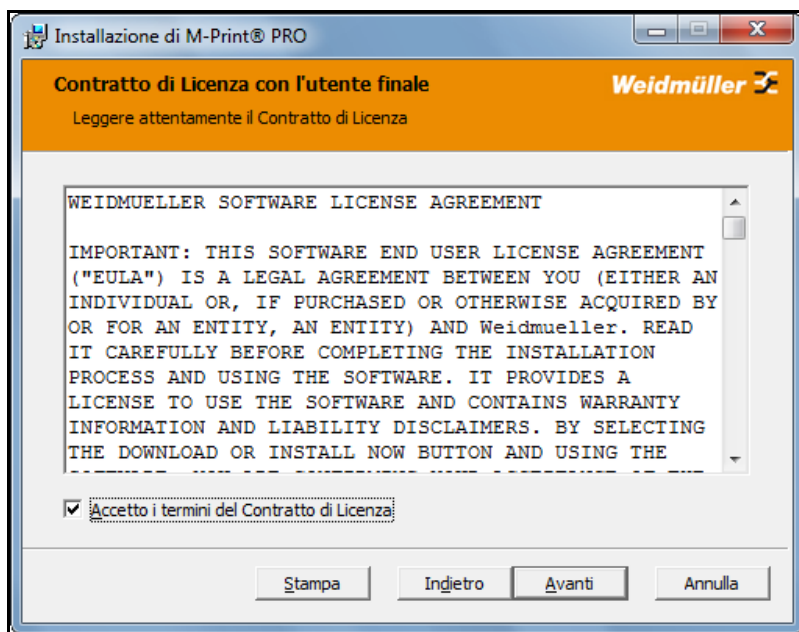 Installazione di M-Print® PRO
Contratto di Licenza con l'utente finale
Weidmüller
Leggere attentamente il Contratto di Licenza
WEIDMUELLER SOFTWARE LICENSE AGREEMENT
IMPORTANT: THIS SOFTWARE END USER LICENSE AGREEMENT
("EULA") IS A LEGAL AGREEMENT BETWEEN YOU (EITHER AN
INDIVIDUAL OR, IF PURCHASED OR OTHERWISE ACQUIRED BY
OR FOR AN ENTITY, AN ENTITY) AND Weidmueller. READ
IT CAREFULLY BEFORE COMPLETING THE INSTALLATION
PROCESS AND USING THE SOFTWARE. IT PROVIDES A
LICENSE TO USE THE SOFTWARE AND CONTAINS WARRANTY
INFORMATION AND LIABILITY DISCLAIMERS. BY SELECTING
THE DOWNLOAD OR INSTALL NOW BUTTON AND USING THE
Accetto i termini del Contratto di Licenza
Stampa
Indietro
Avanti
Annulla